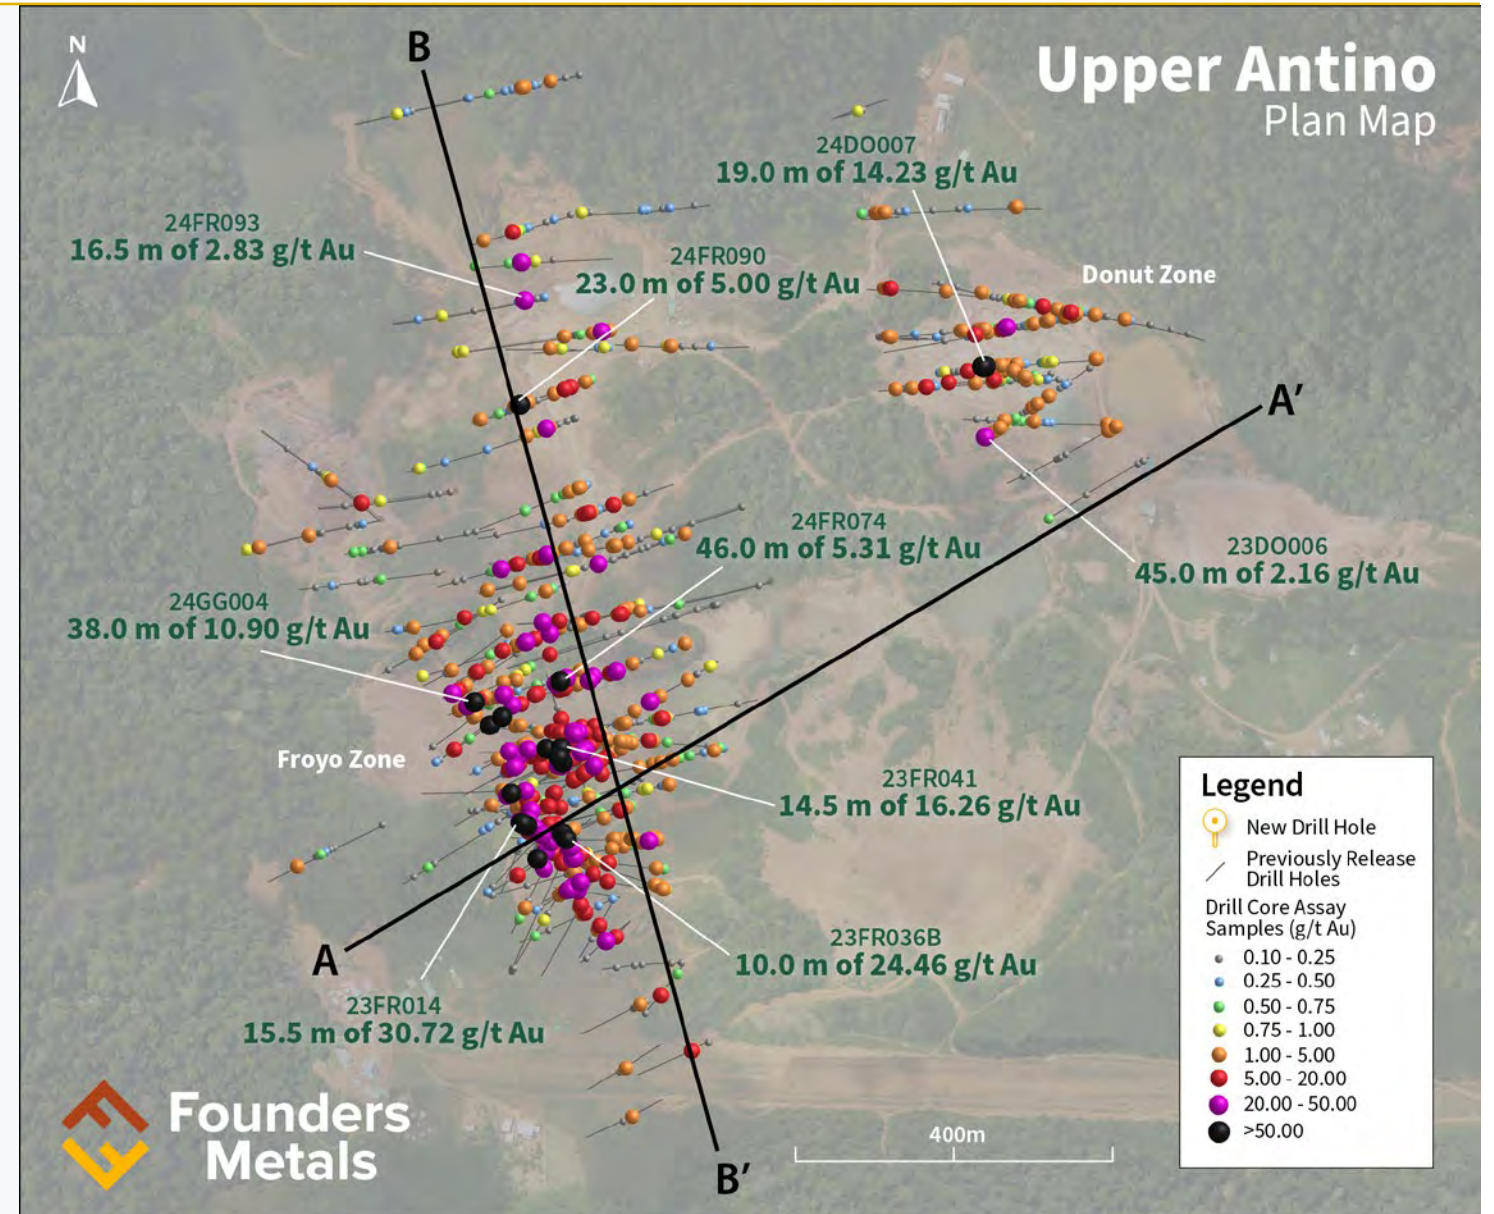 B
N
Upper Antino
Plan Map
24DO007
19.0 m of 14.23 g/t Au
24FR093
16.5 m of 2.83 g/t Au
24FR090
23.0 m of 5.00 g/t Au
Donut Zone
A’
24FR074
46.0 m of 5.31 g/t Au
23DO006
45.0 m of 2.16 g/t Au
24GG004
38.0 m of 10.90 g/t Au
Froyo Zone
23FR041
14.5 m of 16.26 g/t Au
A
23FR036B
10.0 m of 24.46 g/t Au
23FR014
15.5 m of 30.72 g/t Au
Legend
New Drill Hole
Previously Release
Drill Holes
Drill Core Assay
Samples (g/t Au)
0.10 - 0.25
0.25 - 0.50
0.50 - 0.75
0.75 - 1.00
1.00 - 5.00
5.00 - 20.00
20.00 - 50.00
>50.00
Founders
Metals
400m
B’